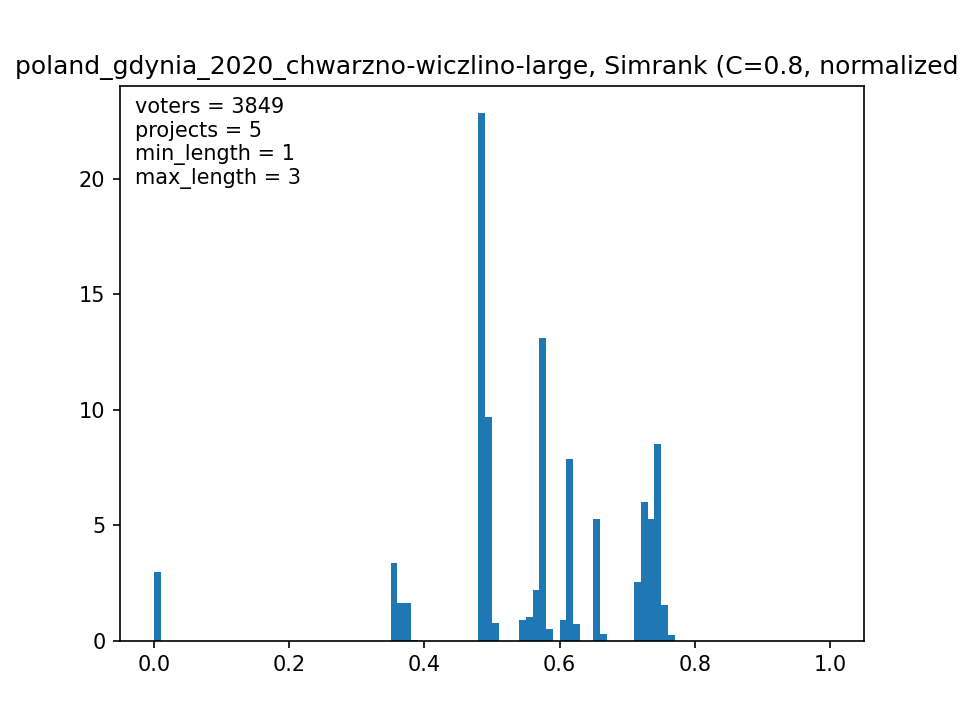 poland_gdynia_2020_chwarzno-wiczlino-large, Simrank (C=0.8, normalized
voters = 3849
projects = 5
min_length = 1
max_length = 3
20
15
10
5
0
0.0 0.2 0.4 0.6 0.8 1.0